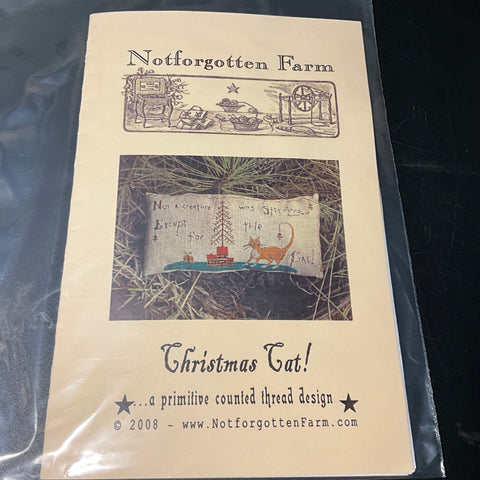 Notforgotten Farm
Not a creature was Stirring...
Except for the Cat!
Christmas Cat!
...a primitive counted thread design
© 2008 ~ www.NotforgottenFarm.com